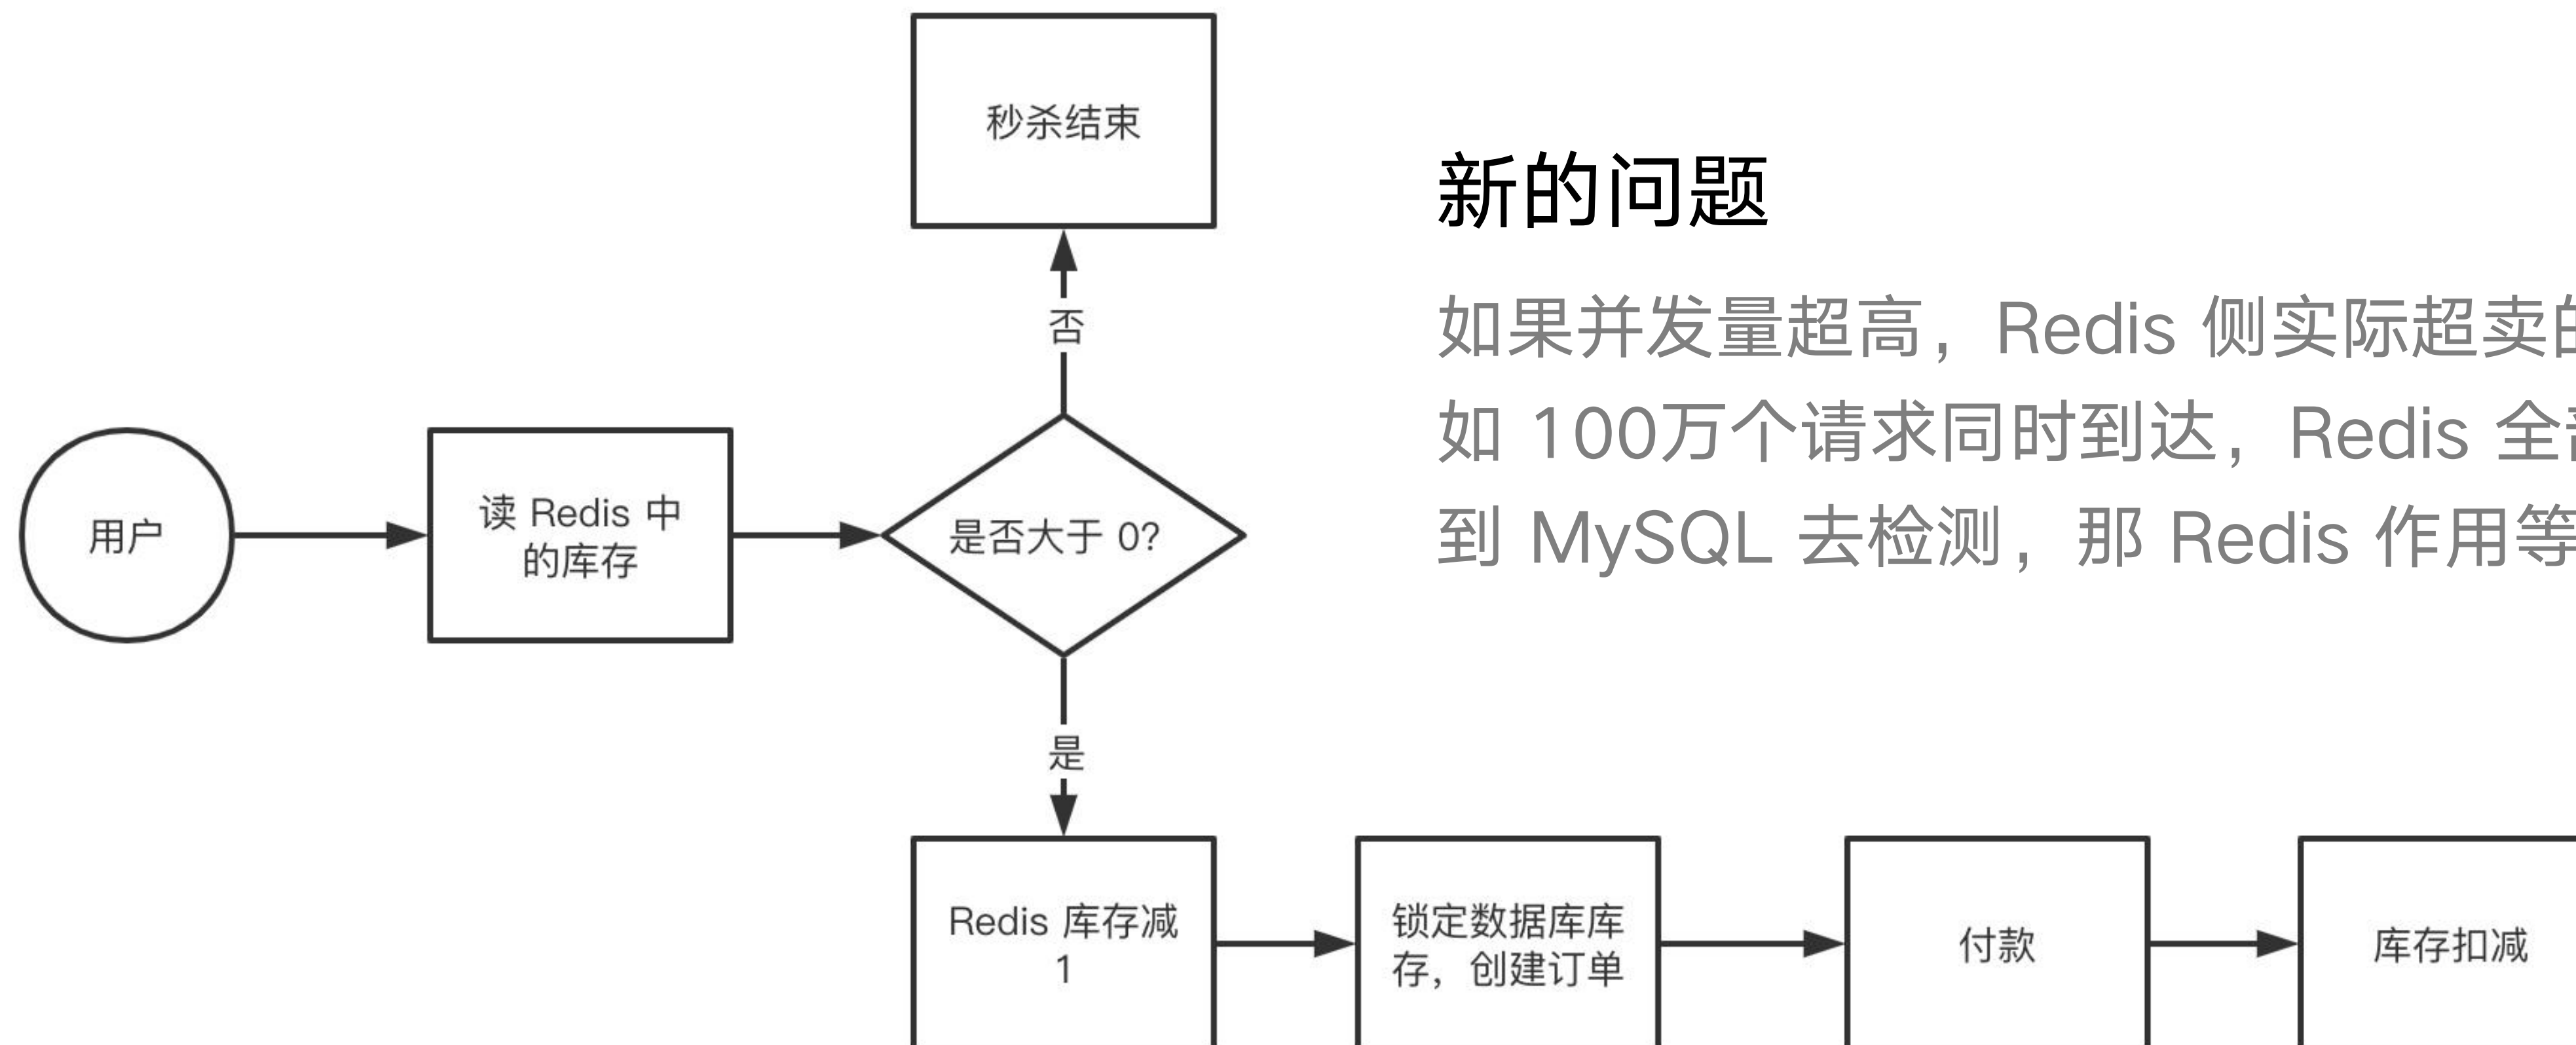 秒杀结束
新的问题
如果并发量超高，Redis 侧实际超卖的
如 100万个请求同时到达，Redis 全
到 MySQL 去检测，那 Redis 作用等
否
用户
读 Redis 中
的库存
是否大于 0?
是
Redis 库存减
1
锁定数据库库
存，创建订单
付款
库存扣减